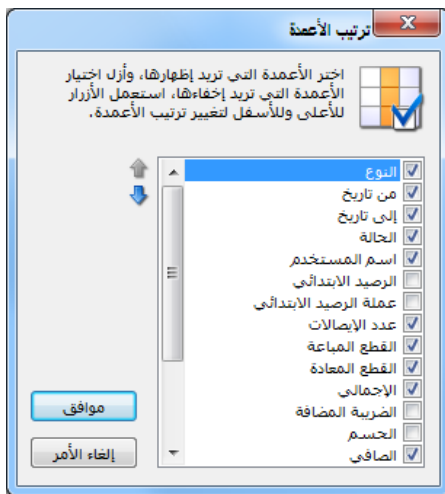 ترتيب الأعمدة
اختر الأعمدة التي تريد إظهارها، وأزل اختيار
الأعمدة التي تريد إخفاءها، استعمل الأزرار
للأعلى وللأسفل لتغيير ترتيب الأعمدة.
النوع
من تاريخ
إلى تاريخ
الحالة
اسم المستخدم
الرصيد الابتدائي
عملة الرصيد الابتدائي
عدد الإيصالات
القطع المباعة
القطع المعادة
الإجمالي
الضريبة المضافة
الحسم
الصافي
موافق
إلغاء الأمر